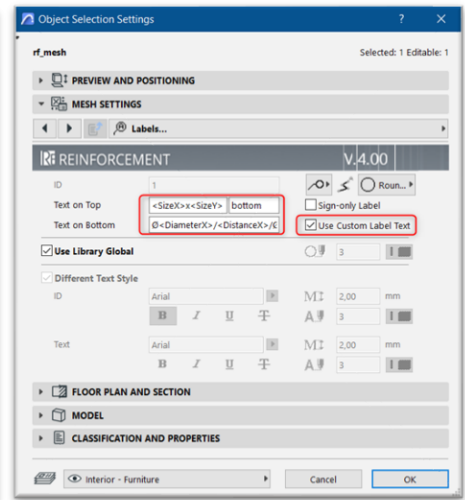 Object Selection Settings ? ×
rf_mesh Selected: 1 Editable: 1
PREVIEW AND POSITIONING
MESH SETTINGS
Labels...
REINFORCEMENT V.4.00
ID 1 Roun...
Text on Top <SizeX>x<SizeY> bottom Sign-only Label
Text on Bottom Ø<DiameterX>/<DistanceX>/ Use Custom Label Text
Use Library Global 3
Different Text Style
ID Arial M 2,00 mm
B I U T A 3
Text Arial M 2,00 mm
B I U T A 3
FLOOR PLAN AND SECTION
MODEL
CLASSIFICATION AND PROPERTIES
Interior - Furniture Cancel OK